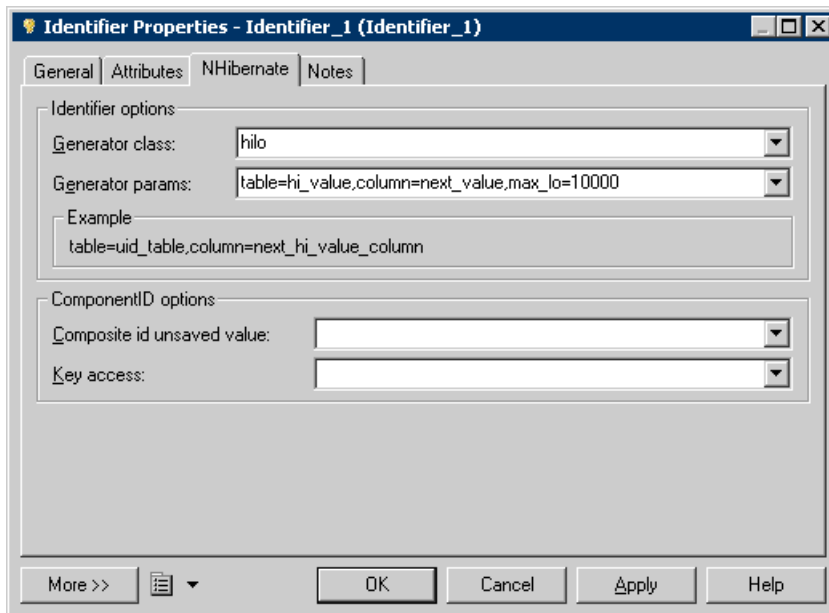 Identifier Properties - Identifier_1 (Identifier_1)
General Attributes NHibernate Notes
Identifier options
Generator class: hilo
Generator params: table=hi_value,column=next_value,max_lo=10000
Example
table=uid_table,column=next_hi_value_column
ComponentID options
Composite id unsaved value:
Key access:
More >> OK Cancel Apply Help